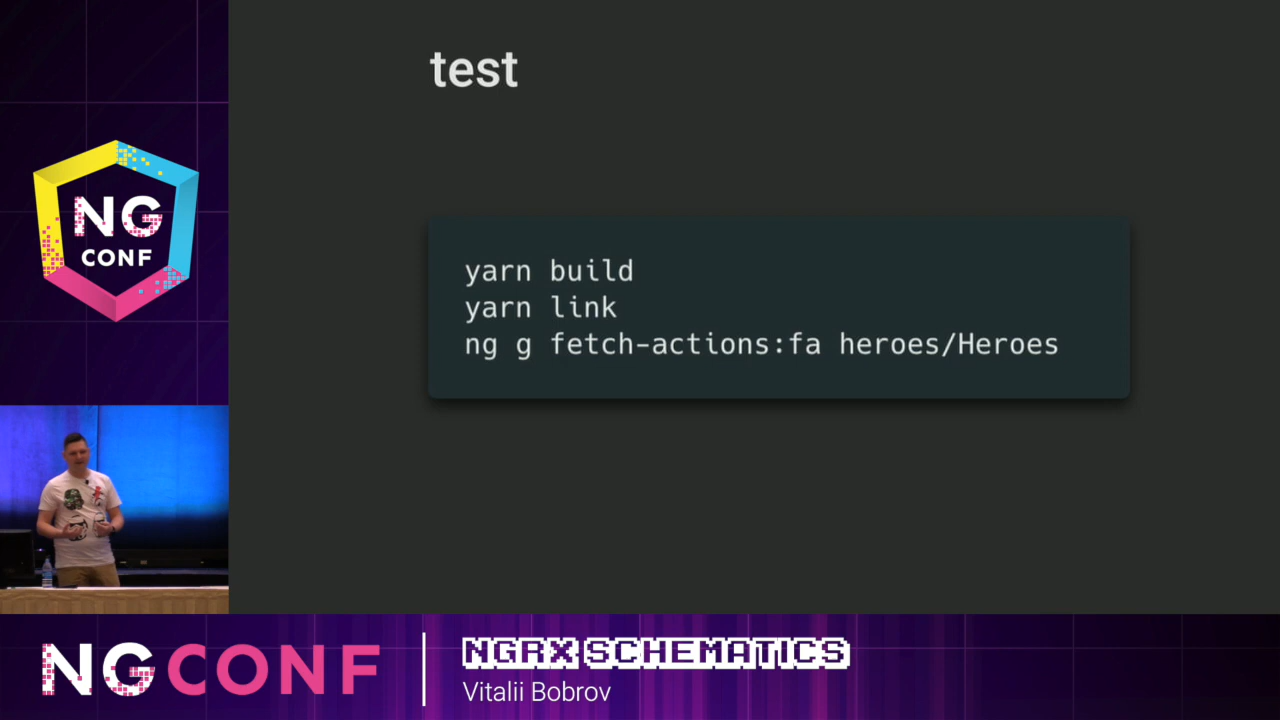 test
NG
CONF
yarn build
yarn link
ng g fetch-actions:fa heroes/Heroes
NGCONF
NGRX SCHEMATICS
Vitalii Bobrov